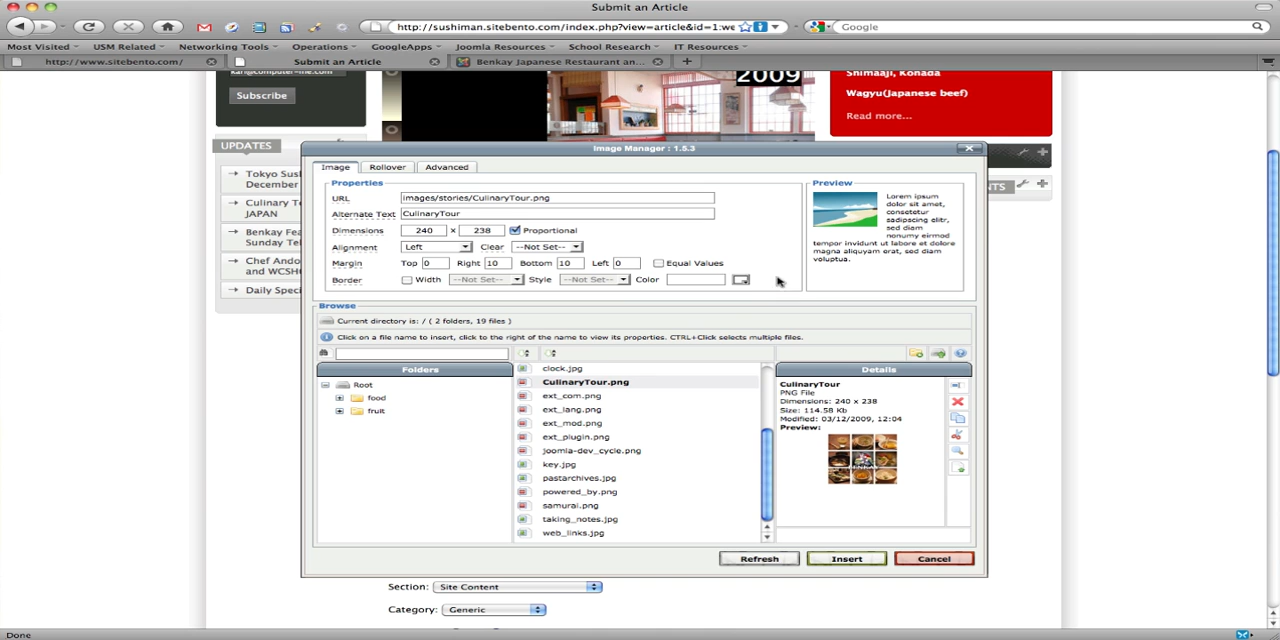 Submit an Article
http://sushiman.sitebento.com/index.php?view=article&id=1:we
Google
Most Visited USM Related Networking Tools Operations GoogleApps Joomla Resources School Research IT Resources
http://www.sitebento.com/ Submit an Article Benkay Japanese Restaurant an...
Subscribe
2009
Shimaaji, Konada
Wagyu(Japanese beef)
Read more...
UPDATES
Tokyo Sus
December
Culinary T
JAPAN
Benkay Fea
Sunday Te
Chef Ando
and WCSH
Daily Speci
NTS
Image Manager : 1.5.3
Image Rollover Advanced
Properties
URL images/stories/CulinaryTour.png
Alternate Text CulinaryTour
Dimensions 240 x 238 Proportional
Alignment Left Clear --Not Set--
Margin Top 0 Right 10 Bottom 10 Left 0 Equal Values
Border Width --Not Set-- Style --Not Set-- Color
Preview
Lorem ipsum
dolor sit amet,
consetetur
sadipscing elitr,
sed diam
nonumy eirmod
tempor invidunt ut labore et dolore
magna aliquyam erat, sed diam
voluptua.
Browse
Current directory is: / ( 2 folders, 19 files )
Click on a file name to insert, click to the right of the name to view its properties. CTRL+Click selects multiple files.
Folders
Root
food
fruit
clock.jpg
CulinaryTour.png
ext_com.png
ext_lang.png
ext_mod.png
ext_plugin.png
joomla-dev_cycle.png
key.jpg
pastarchives.jpg
powered_by.png
samurai.png
taking_notes.jpg
web_links.jpg
Details
CulinaryTour
PNG File
Dimensions: 240 x 238
Size: 114.58 Kb
Modified: 03/12/2009, 12:04
Preview:
Refresh Insert Cancel
Section: Site Content
Category: Generic
Done